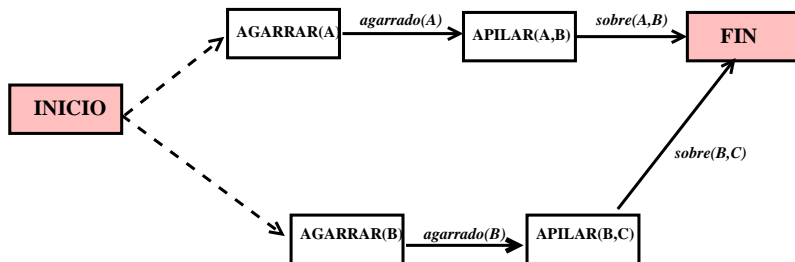 AGARRAR(A) agarrado(A) APILAR(A,B) sobre(A,B) FIN
INICIO
sobre(B,C)
AGARRAR(B) agarrado(B) APILAR(B,C)